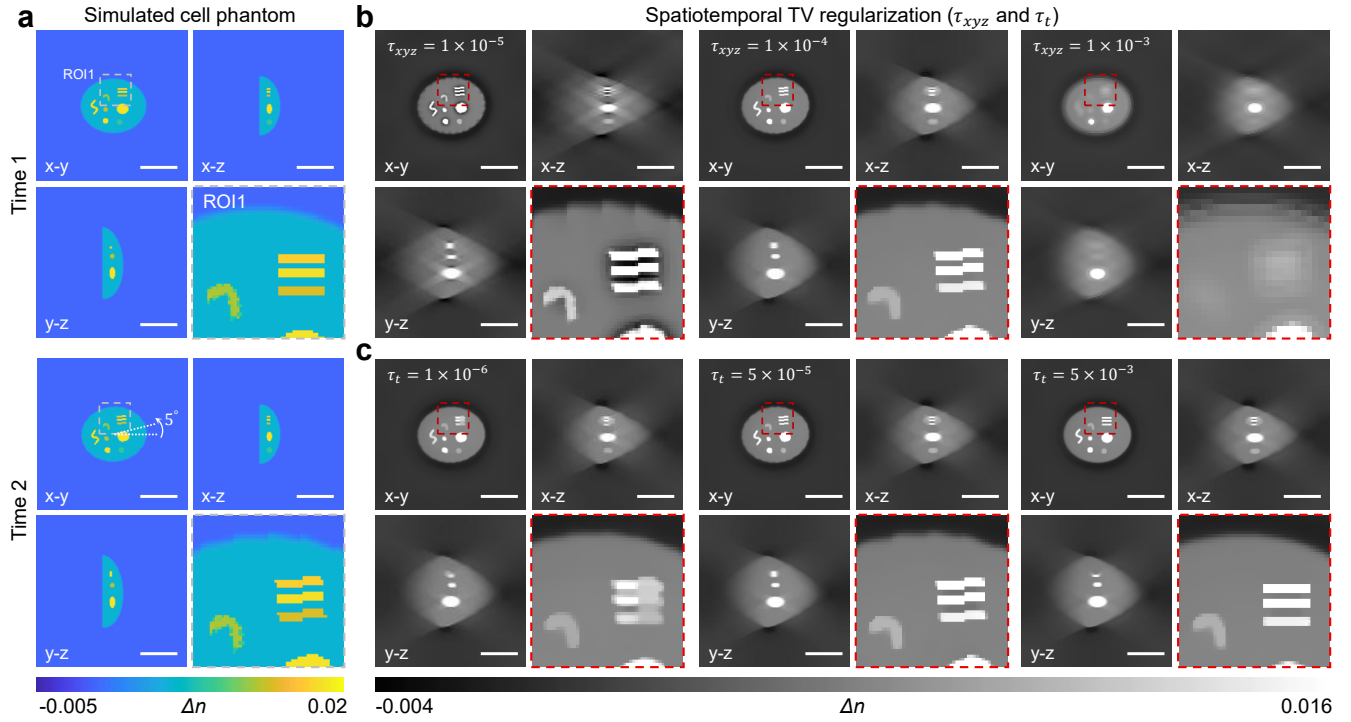 a
Simulated cell phantom
b
Spatiotemporal TV regularization (τ_xyz and τ_t)
Time 1
ROI1
x-y
x-z
y-z
ROI1
τ_xyz = 1 × 10⁻⁵
x-y
x-z
y-z
τ_xyz = 1 × 10⁻⁴
x-y
x-z
y-z
τ_xyz = 1 × 10⁻³
x-y
x-z
y-z
Time 2
5°
x-y
x-z
y-z
c
τ_t = 1 × 10⁻⁶
x-y
x-z
y-z
τ_t = 5 × 10⁻⁵
x-y
x-z
y-z
τ_t = 5 × 10⁻³
x-y
x-z
y-z
-0.005 Δn 0.02
-0.004 Δn 0.016